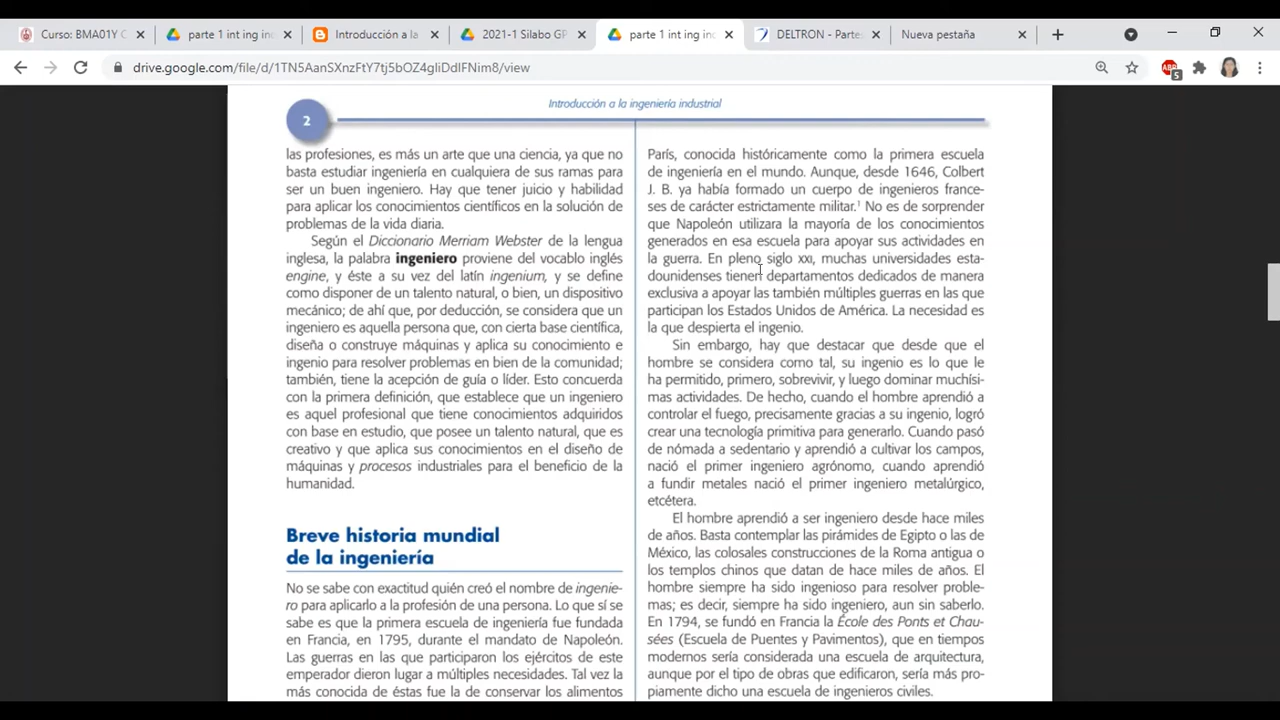 Curso: BMA01Y C
parte 1 int ing inc
Introducción a la
2021-1 Silabo GP
parte 1 int ing inc
DELTRON - Partes
Nueva pestaña
drive.google.com/file/d/1TN5AanSXnzFtY7tj5bOZ4gliDdIFNim8/view
ABP
5
2
Introducción a la ingeniería industrial
las profesiones, es más un arte que una ciencia, ya que no
basta estudiar ingeniería en cualquiera de sus ramas para
ser un buen ingeniero. Hay que tener juicio y habilidad
para aplicar los conocimientos científicos en la solución de
problemas de la vida diaria.
Según el Diccionario Merriam Webster de la lengua
inglesa, la palabra ingeniero proviene del vocablo inglés
engine, y éste a su vez del latín ingenium, y se define
como disponer de un talento natural, o bien, un dispositivo
mecánico; de ahí que, por deducción, se considera que un
ingeniero es aquella persona que, con cierta base científica,
diseña o construye máquinas y aplica su conocimiento e
ingenio para resolver problemas en bien de la comunidad;
también, tiene la acepción de guía o líder. Esto concuerda
con la primera definición, que establece que un ingeniero
es aquel profesional que tiene conocimientos adquiridos
con base en estudio, que posee un talento natural, que es
creativo y que aplica sus conocimientos en el diseño de
máquinas y procesos industriales para el beneficio de la
humanidad.
Breve historia mundial
de la ingeniería
No se sabe con exactitud quién creó el nombre de ingenie-
ro para aplicarlo a la profesión de una persona. Lo que sí se
sabe es que la primera escuela de ingeniería fue fundada
en Francia, en 1795, durante el mandato de Napoleón.
Las guerras en las que participaron los ejércitos de este
emperador dieron lugar a múltiples necesidades. Tal vez la
más conocida de éstas fue la de conservar los alimentos
París, conocida históricamente como la primera escuela
de ingeniería en el mundo. Aunque, desde 1646, Colbert
J. B. ya había formado un cuerpo de ingenieros france-
ses de carácter estrictamente militar.¹ No es de sorprender
que Napoleón utilizara la mayoría de los conocimientos
generados en esa escuela para apoyar sus actividades en
la guerra. En pleno siglo XXI, muchas universidades esta-
dounidenses tienen departamentos dedicados de manera
exclusiva a apoyar las también múltiples guerras en las que
participan los Estados Unidos de América. La necesidad es
la que despierta el ingenio.
Sin embargo, hay que destacar que desde que el
hombre se considera como tal, su ingenio es lo que le
ha permitido, primero, sobrevivir, y luego dominar muchísi-
mas actividades. De hecho, cuando el hombre aprendió a
controlar el fuego, precisamente gracias a su ingenio, logró
crear una tecnología primitiva para generarlo. Cuando pasó
de nómada a sedentario y aprendió a cultivar los campos,
nació el primer ingeniero agrónomo, cuando aprendió
a fundir metales nació el primer ingeniero metalúrgico,
etcétera.
El hombre aprendió a ser ingeniero desde hace miles
de años. Basta contemplar las pirámides de Egipto o las de
México, las colosales construcciones de la Roma antigua o
los templos chinos que datan de hace miles de años. El
hombre siempre ha sido ingenioso para resolver proble-
mas; es decir, siempre ha sido ingeniero, aun sin saberlo.
En 1794, se fundó en Francia la École des Ponts et Chau-
sées (Escuela de Puentes y Pavimentos), que en tiempos
modernos sería considerada una escuela de arquitectura,
aunque por el tipo de obras que edificaron, sería más pro-
piamente dicho una escuela de ingenieros civiles.